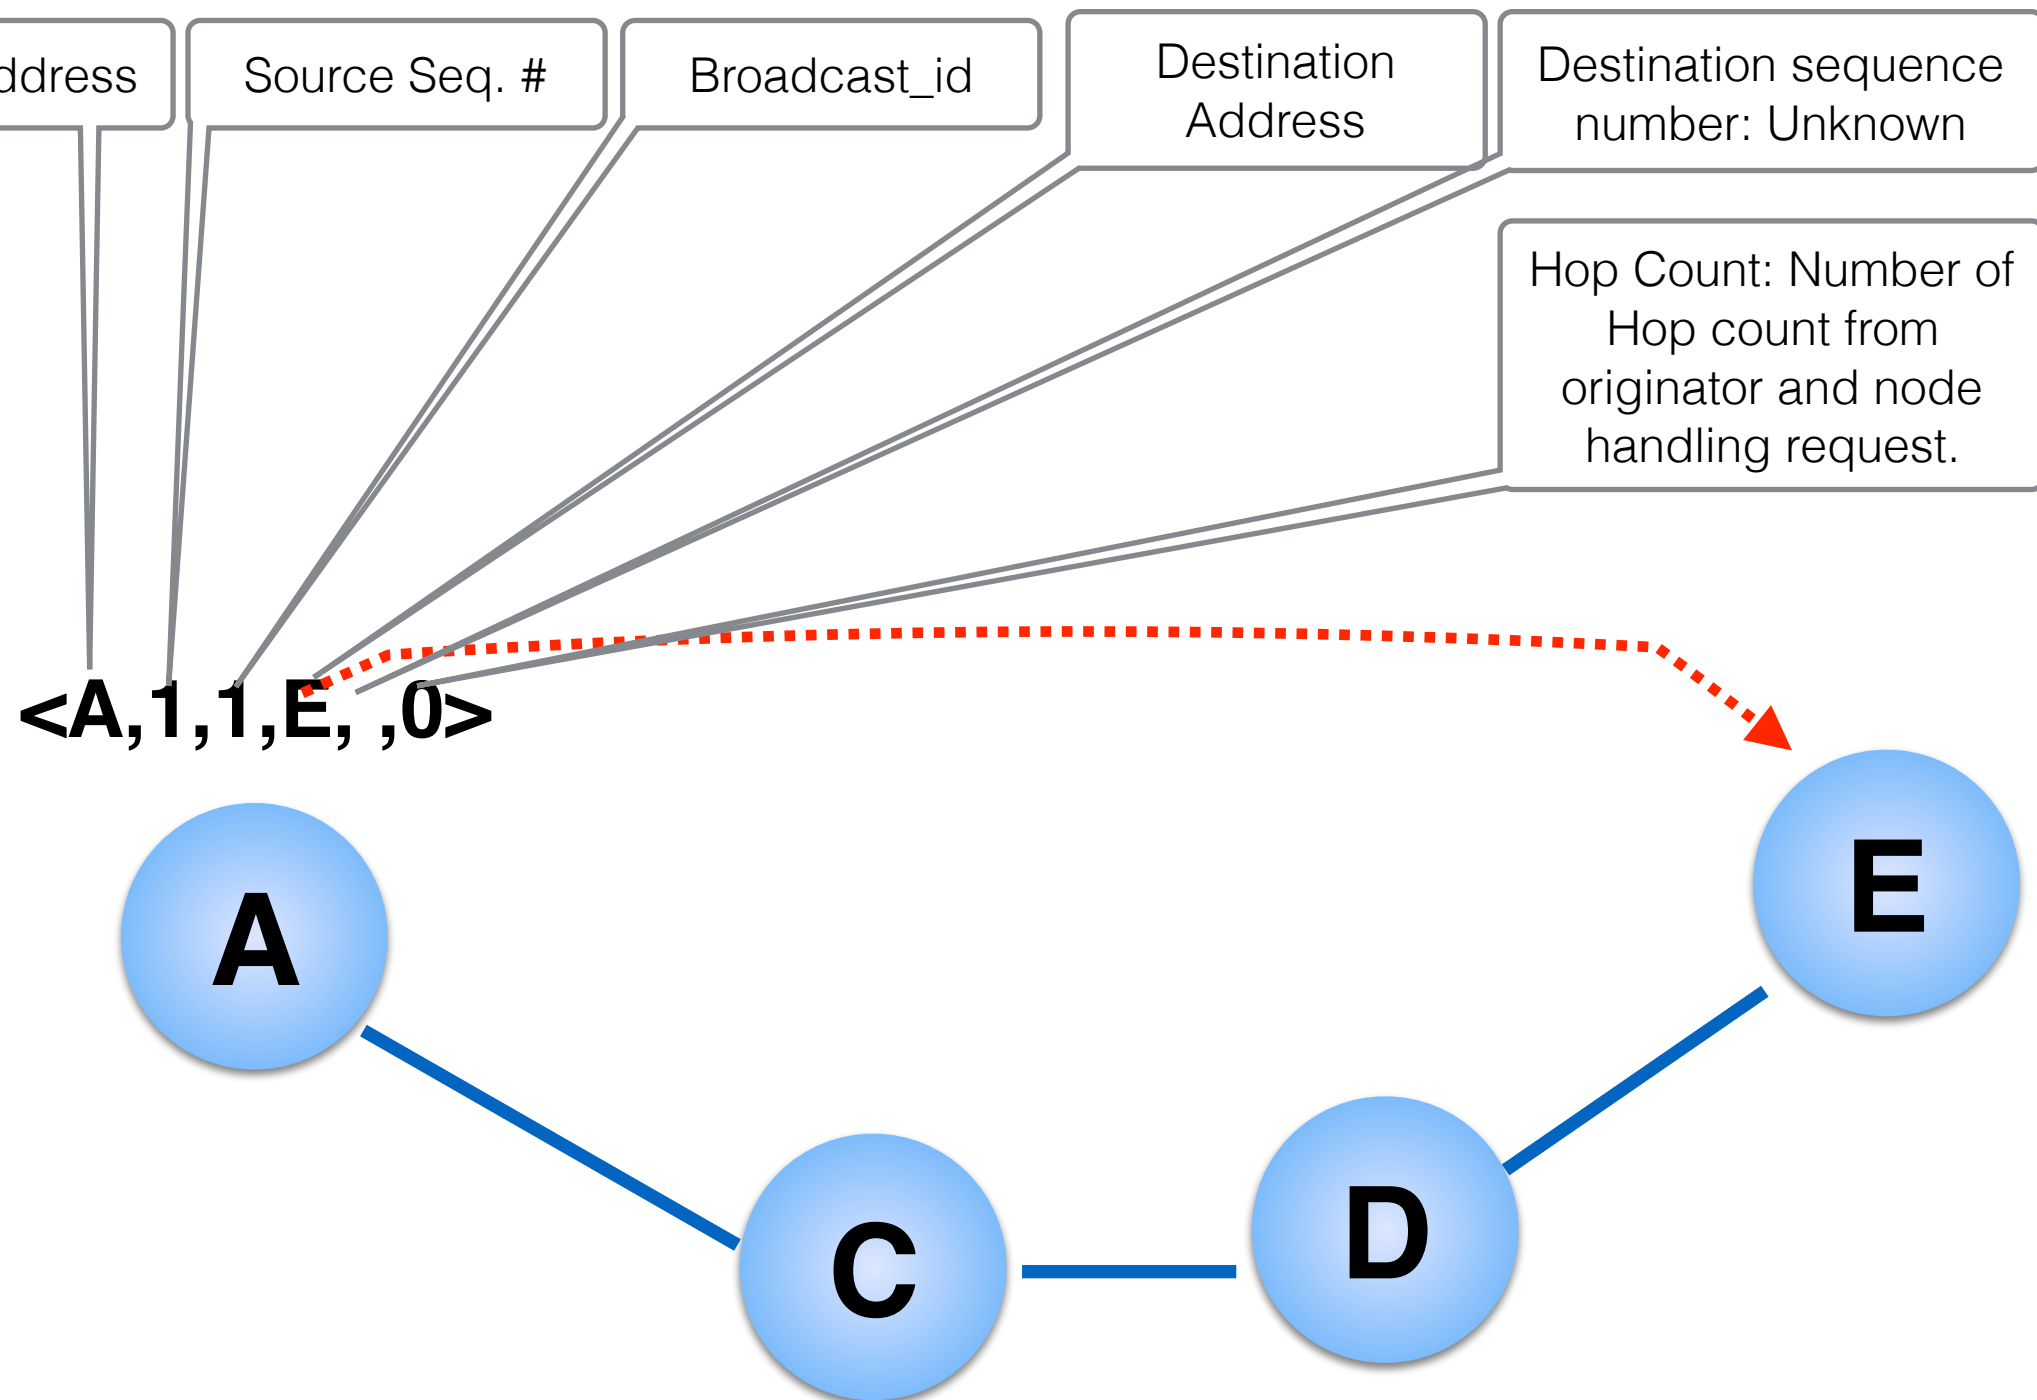 Source Seq. #
Broadcast_id
Destination
Address
Destination sequence
number: Unknown
Hop Count: Number of
Hop count from
originator and node
handling request.
<A,1,1,E, ,0>
A
E
C
D